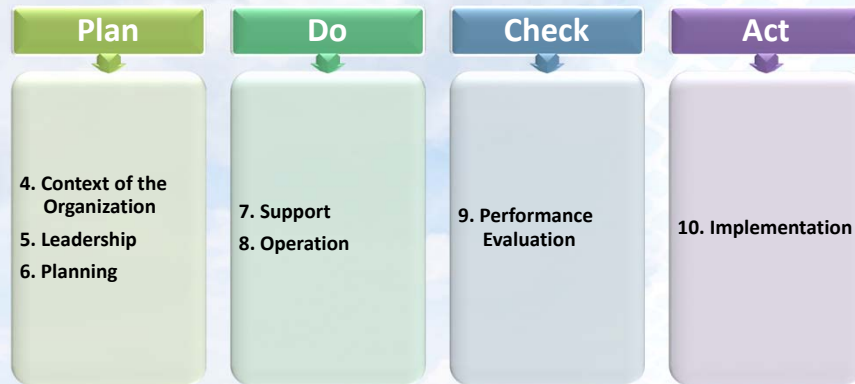 Plan
Do
Check
Act
4. Context of the
Organization
5. Leadership
6. Planning
7. Support
8. Operation
9. Performance
Evaluation
10. Implementation